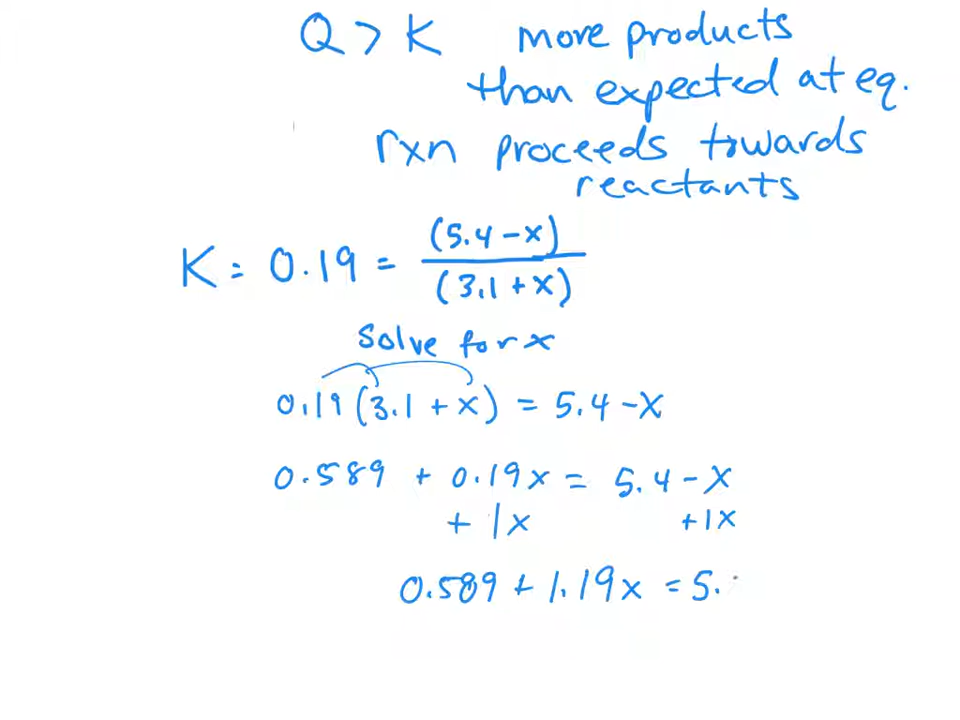 Q > K more products
than expected at eq.
rxn proceeds towards
reactants
K = 0.19 = (5.4 - x) / (3.1 + x)
Solve for x
0.19 (3.1 + x) = 5.4 - x
0.589 + 0.19x = 5.4 - x
+ 1x +1x
0.589 + 1.19x = 5.